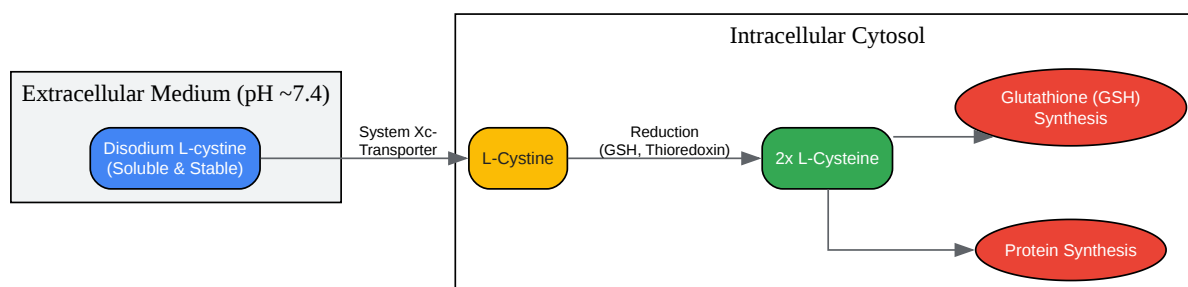 Intracellular Cytosol
Extracellular Medium (pH ~7.4)
Disodium L-cystine
(Soluble & Stable)
System Xc-
Transporter
L-Cystine
Reduction
(GSH, Thioredoxin)
2x L-Cysteine
Glutathione (GSH)
Synthesis
Protein Synthesis